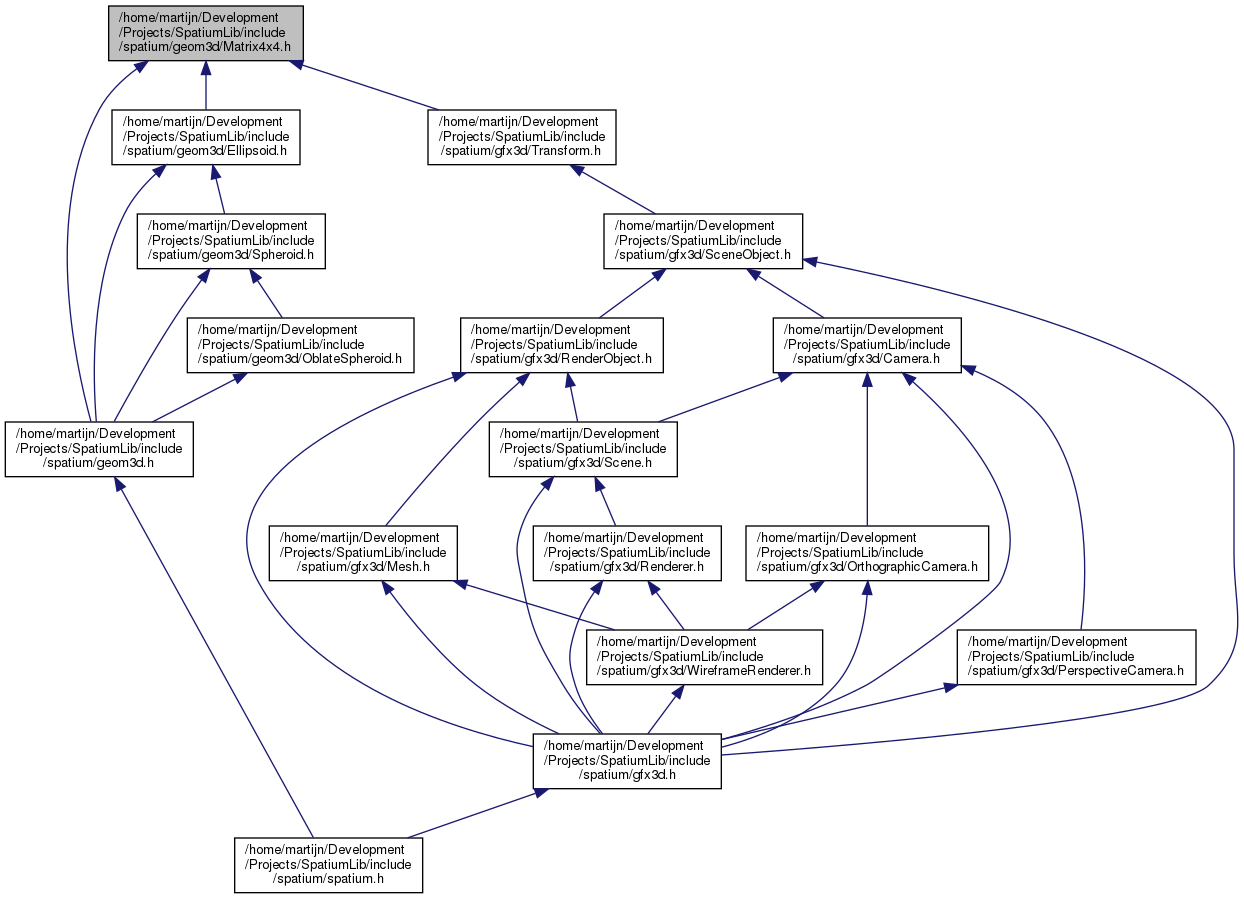 /home/martijn/Development
/Projects/SpatiumLib/include
/spatium/geom3d/Matrix4x4.h
/home/martijn/Development
/Projects/SpatiumLib/include
/spatium/geom3d/Ellipsoid.h
/home/martijn/Development
/Projects/SpatiumLib/include
/spatium/gfx3d/Transform.h
/home/martijn/Development
/Projects/SpatiumLib/include
/spatium/geom3d/Spheroid.h
/home/martijn/Development
/Projects/SpatiumLib/include
/spatium/gfx3d/SceneObject.h
/home/martijn/Development
/Projects/SpatiumLib/include
/spatium/geom3d/OblateSpheroid.h
/home/martijn/Development
/Projects/SpatiumLib/include
/spatium/gfx3d/RenderObject.h
/home/martijn/Development
/Projects/SpatiumLib/include
/spatium/gfx3d/Camera.h
/home/martijn/Development
/Projects/SpatiumLib/include
/spatium/geom3d.h
/home/martijn/Development
/Projects/SpatiumLib/include
/spatium/gfx3d/Scene.h
/home/martijn/Development
/Projects/SpatiumLib/include
/spatium/gfx3d/Mesh.h
/home/martijn/Development
/Projects/SpatiumLib/include
/spatium/gfx3d/Renderer.h
/home/martijn/Development
/Projects/SpatiumLib/include
/spatium/gfx3d/OrthographicCamera.h
/home/martijn/Development
/Projects/SpatiumLib/include
/spatium/gfx3d/WireframeRenderer.h
/home/martijn/Development
/Projects/SpatiumLib/include
/spatium/gfx3d/PerspectiveCamera.h
/home/martijn/Development
/Projects/SpatiumLib/include
/spatium/gfx3d.h
/home/martijn/Development
/Projects/SpatiumLib/include
/spatium/spatium.h